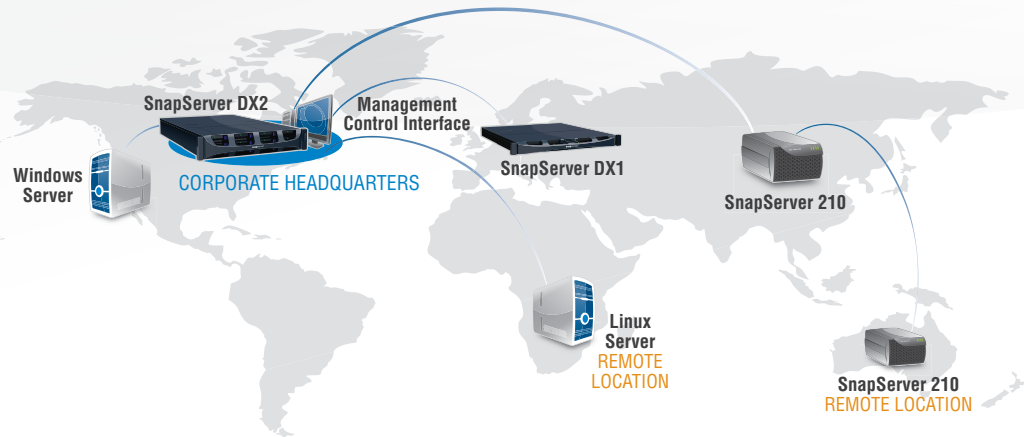 SnapServer DX2
Management
Control Interface
Windows
Server
CORPORATE HEADQUARTERS
SnapServer DX1
SnapServer 210
Linux
Server
REMOTE
LOCATION
SnapServer 210
REMOTE LOCATION